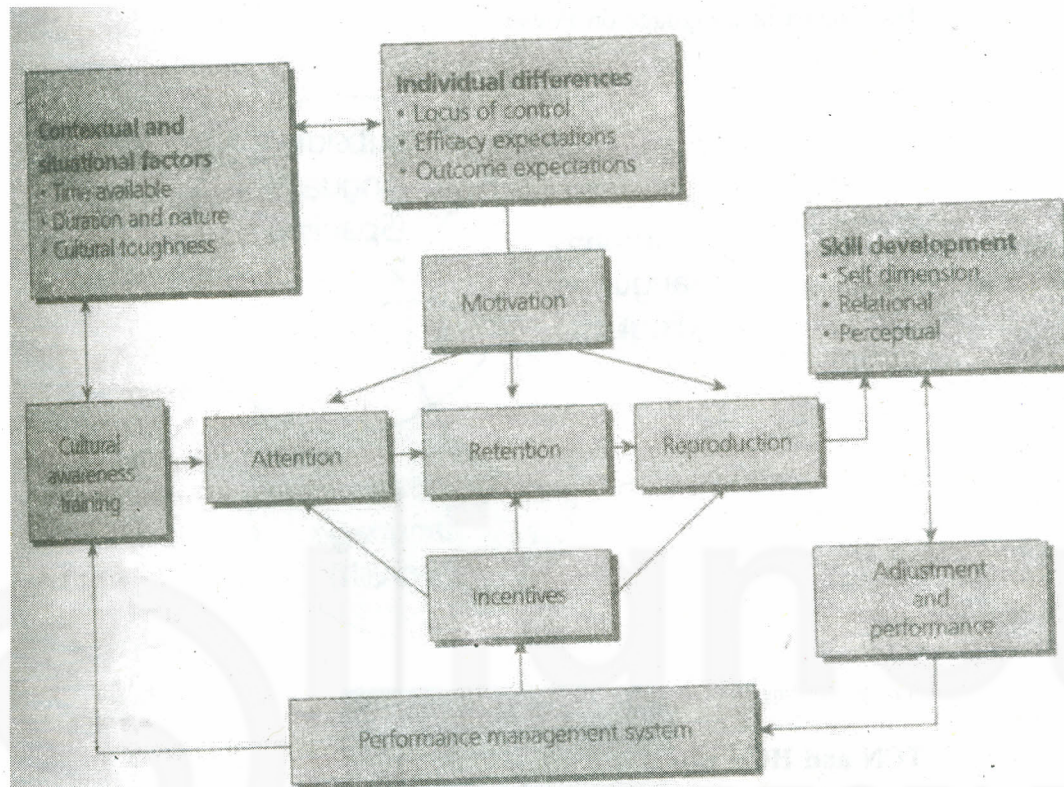 Individual differences
• Locus of control
• Efficacy expectations
• Outcome expectations
Contextual and
situational factors
• Time available
• Duration and nature
• Cultural toughness
Motivation
Skill development
• Self dimension
• Relational
• Perceptual
Cultural
awareness
training
Attention
Retention
Reproduction
Incentives
Adjustment
and
performance
Performance management system